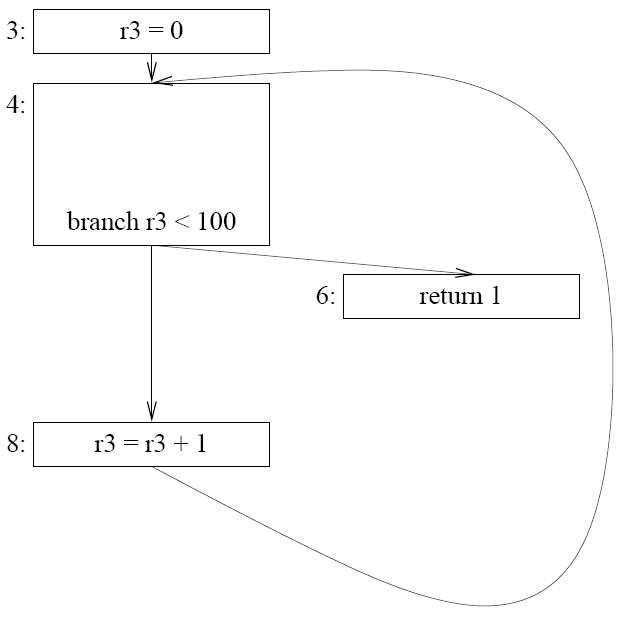 3: r3 = 0
4:
branch r3 < 100
6: return 1
8: r3 = r3 + 1